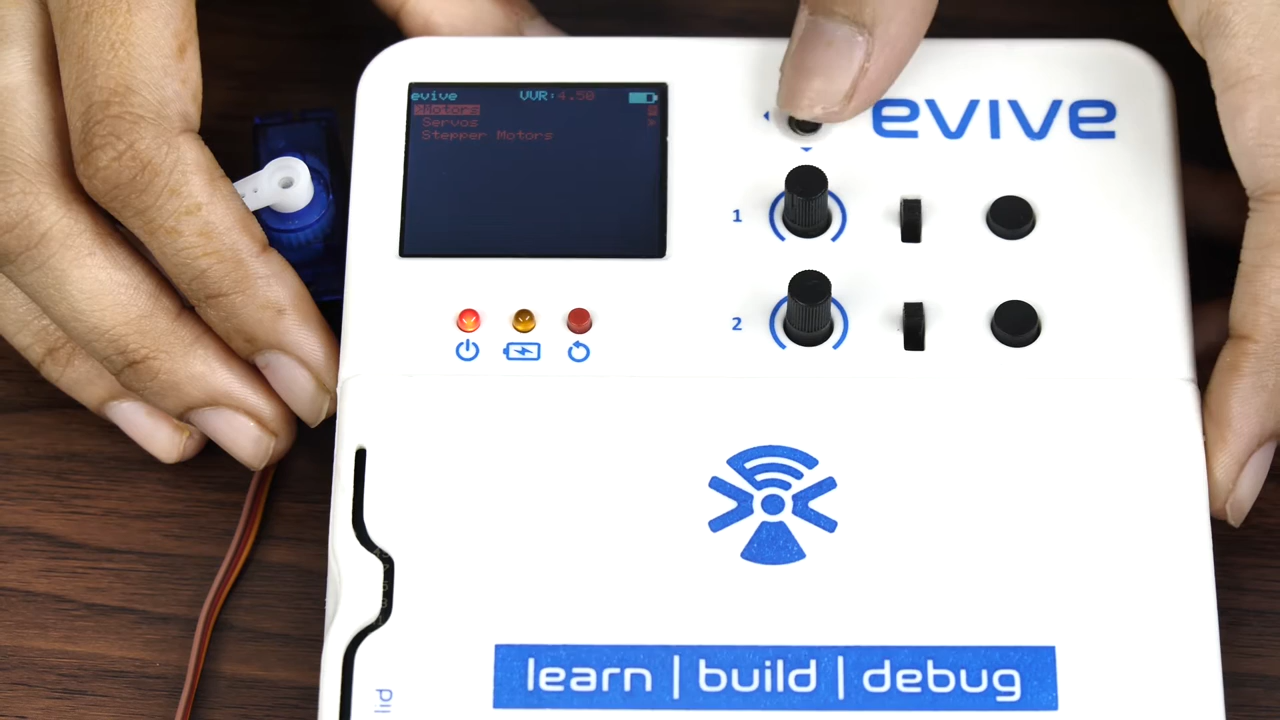 evive VVR:4.50
>Motors
Servos
Stepper Motors
evive
1
2
learn | build | debug